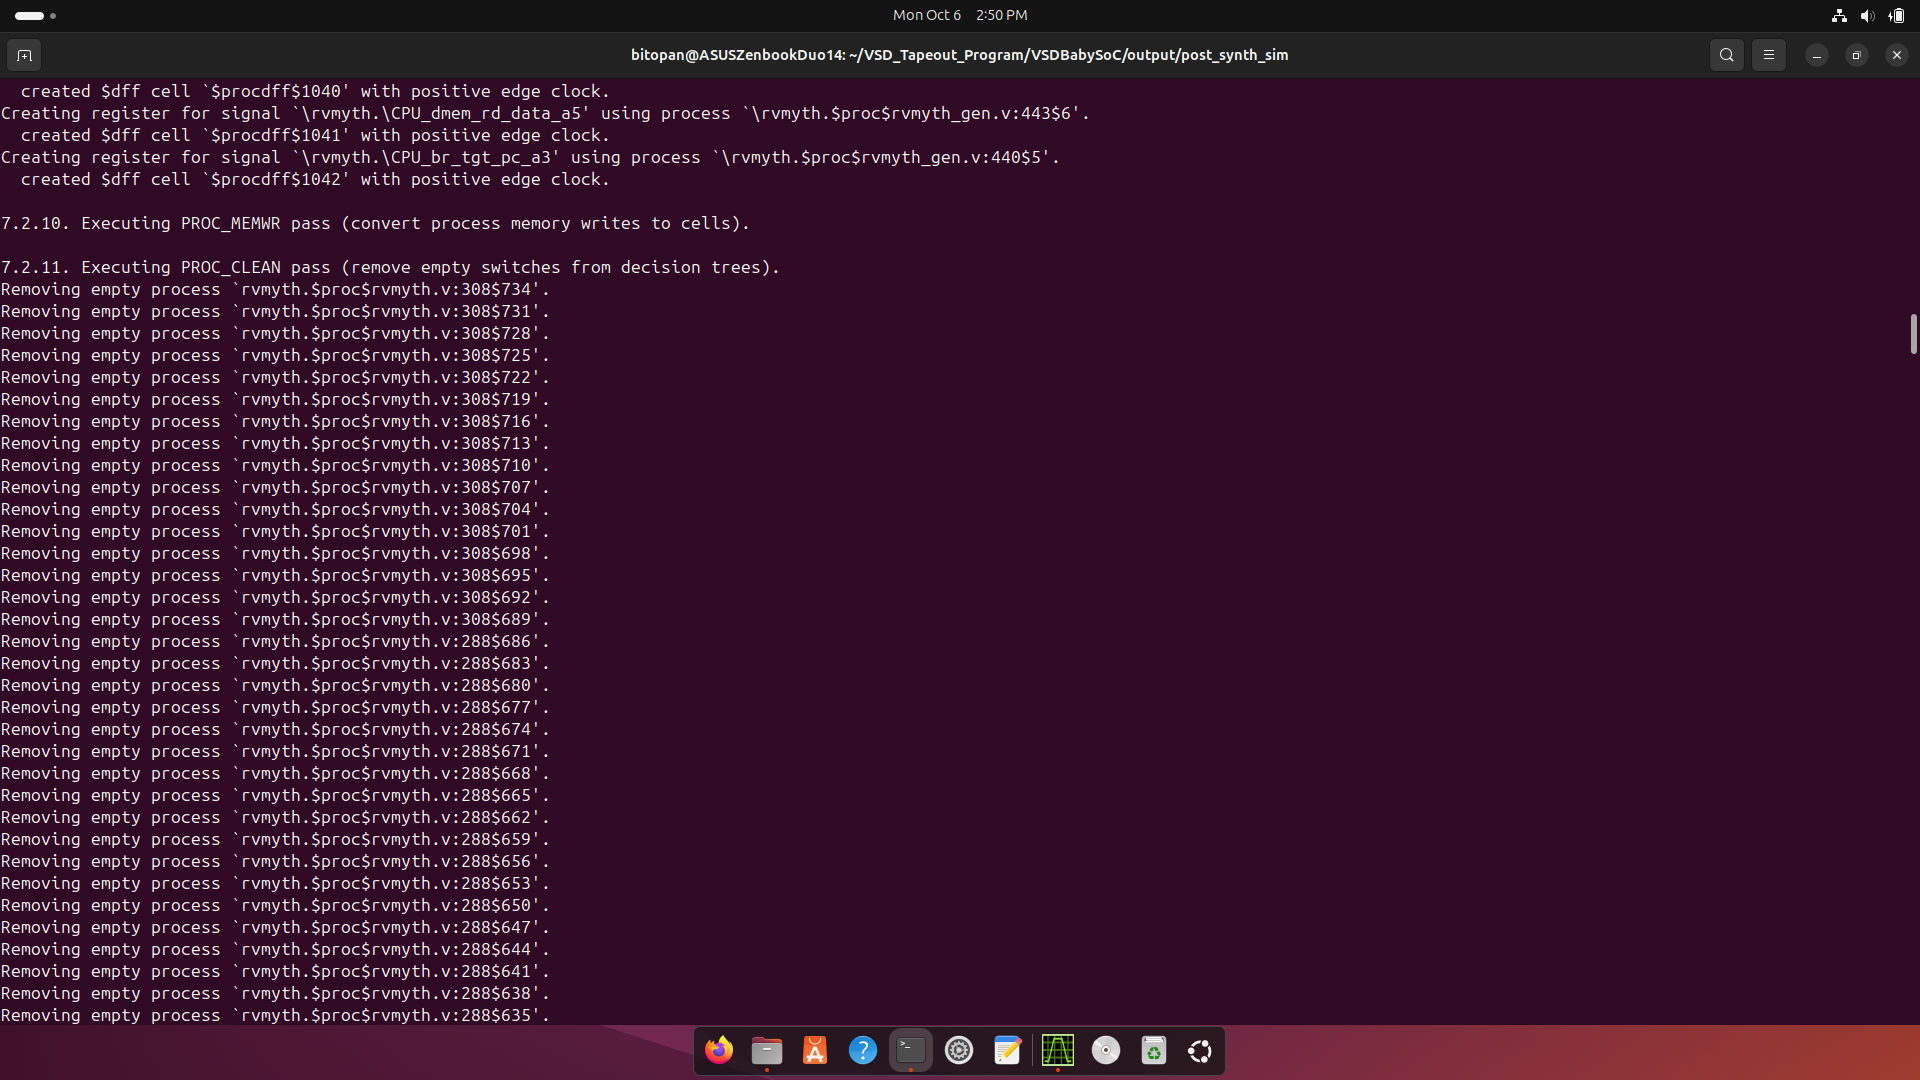 Mon Oct 6 2:50 PM
bitopan@ASUSZenbookDuo14: ~/VSD_Tapeout_Program/VSDBabySoC/output/post_synth_sim
  created $dff cell `$procdff$1040' with positive edge clock.
Creating register for signal `\rvmyth.\CPU_dmem_rd_data_a5' using process `\rvmyth.$proc$rvmyth_gen.v:443$6'.
  created $dff cell `$procdff$1041' with positive edge clock.
Creating register for signal `\rvmyth.\CPU_br_tgt_pc_a3' using process `\rvmyth.$proc$rvmyth_gen.v:440$5'.
  created $dff cell `$procdff$1042' with positive edge clock.
7.2.10. Executing PROC_MEMWR pass (convert process memory writes to cells).
7.2.11. Executing PROC_CLEAN pass (remove empty switches from decision trees).
Removing empty process `rvmyth.$proc$rvmyth.v:308$734'.
Removing empty process `rvmyth.$proc$rvmyth.v:308$731'.
Removing empty process `rvmyth.$proc$rvmyth.v:308$728'.
Removing empty process `rvmyth.$proc$rvmyth.v:308$725'.
Removing empty process `rvmyth.$proc$rvmyth.v:308$722'.
Removing empty process `rvmyth.$proc$rvmyth.v:308$719'.
Removing empty process `rvmyth.$proc$rvmyth.v:308$716'.
Removing empty process `rvmyth.$proc$rvmyth.v:308$713'.
Removing empty process `rvmyth.$proc$rvmyth.v:308$710'.
Removing empty process `rvmyth.$proc$rvmyth.v:308$707'.
Removing empty process `rvmyth.$proc$rvmyth.v:308$704'.
Removing empty process `rvmyth.$proc$rvmyth.v:308$701'.
Removing empty process `rvmyth.$proc$rvmyth.v:308$698'.
Removing empty process `rvmyth.$proc$rvmyth.v:308$695'.
Removing empty process `rvmyth.$proc$rvmyth.v:308$692'.
Removing empty process `rvmyth.$proc$rvmyth.v:308$689'.
Removing empty process `rvmyth.$proc$rvmyth.v:288$686'.
Removing empty process `rvmyth.$proc$rvmyth.v:288$683'.
Removing empty process `rvmyth.$proc$rvmyth.v:288$680'.
Removing empty process `rvmyth.$proc$rvmyth.v:288$677'.
Removing empty process `rvmyth.$proc$rvmyth.v:288$674'.
Removing empty process `rvmyth.$proc$rvmyth.v:288$671'.
Removing empty process `rvmyth.$proc$rvmyth.v:288$668'.
Removing empty process `rvmyth.$proc$rvmyth.v:288$665'.
Removing empty process `rvmyth.$proc$rvmyth.v:288$662'.
Removing empty process `rvmyth.$proc$rvmyth.v:288$659'.
Removing empty process `rvmyth.$proc$rvmyth.v:288$656'.
Removing empty process `rvmyth.$proc$rvmyth.v:288$653'.
Removing empty process `rvmyth.$proc$rvmyth.v:288$650'.
Removing empty process `rvmyth.$proc$rvmyth.v:288$647'.
Removing empty process `rvmyth.$proc$rvmyth.v:288$644'.
Removing empty process `rvmyth.$proc$rvmyth.v:288$641'.
Removing empty process `rvmyth.$proc$rvmyth.v:288$638'.
Removing empty process `rvmyth.$proc$rvmyth.v:288$635'.